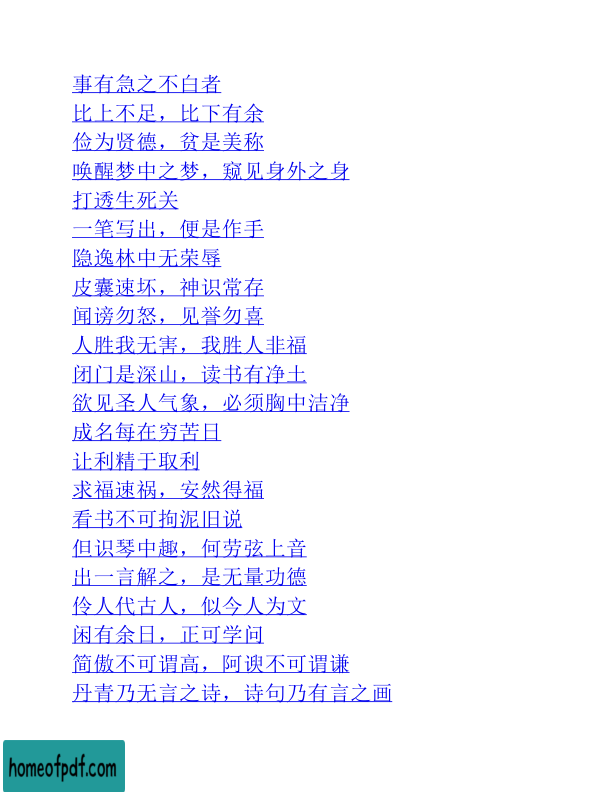 事有急之不白者
比上不足，比下有余
俭为贤德，贫是美称
唤醒梦中之梦，窥见身外之身
打透生死关
一笔写出，便是作手
隐逸林中无荣辱
皮囊速坏，神识常存
闻谤勿怒，见誉勿喜
人胜我无害，我胜人非福
闭门是深山，读书有净土
欲见圣人气象，必须胸中洁净
成名每在穷苦日
让利精于取利
求福速祸，安然得福
看书不可拘泥旧说
但识琴中趣，何劳弦上音
出一言解之，是无量功德
伶人代古人，似今人为文
闲有余日，正可学问
简傲不可谓高，阿谀不可谓谦
丹青乃无言之诗，诗句乃有言之画
homeofpdf.com